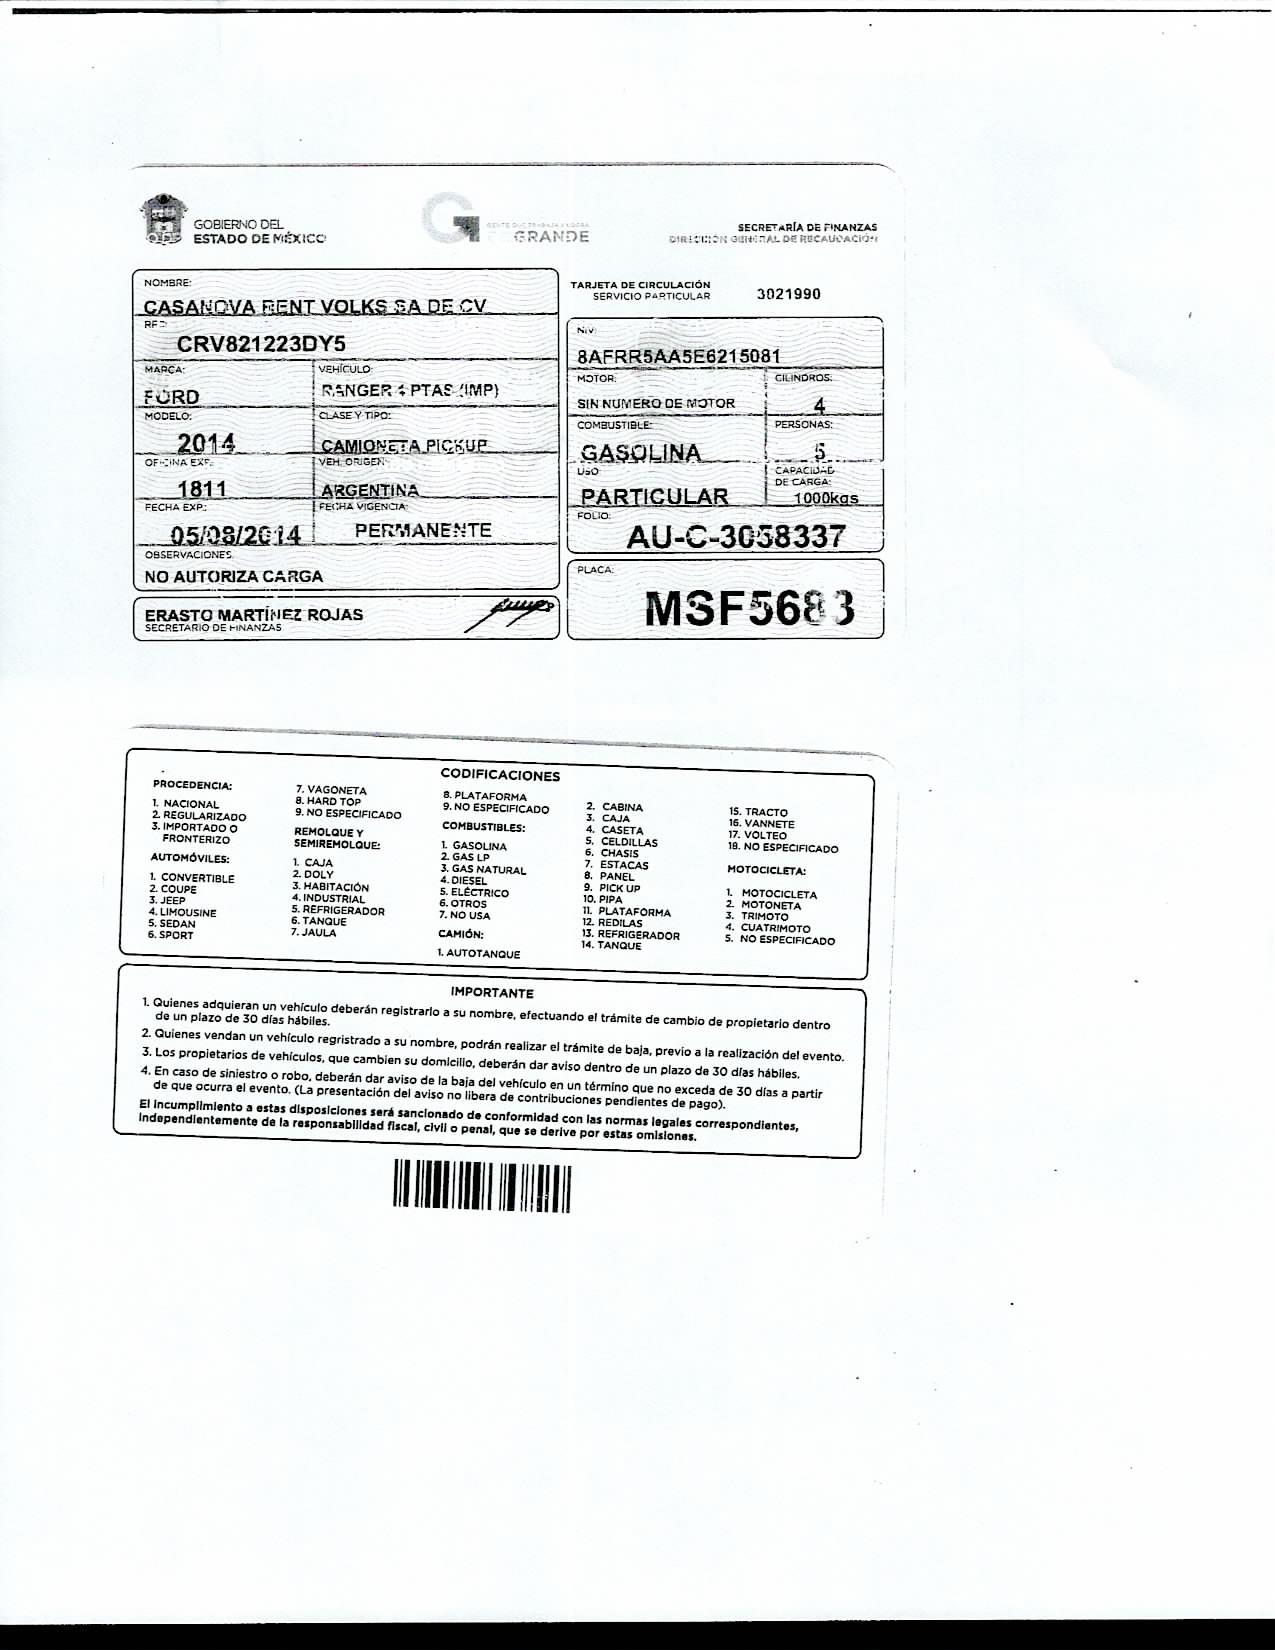 GOBIERNO DEL
ESTADO DE MÉXICO
GENTE QUE TRABAJA Y LOGRA
GRANDE
SECRETARÍA DE FINANZAS
DIRECCIÓN GENERAL DE RECAUDACIÓN
NOMBRE:
CASANOVA RENT VOLKS SA DE CV
CRV821223DY5
MARCA:
FORD
VEHÍCULO:
RANGER 4 PTAS (IMP)
MODELO:
2014
CLASE Y TIPO:
CAMIONETA PICKUP
OFICINA EXP.:
1811
VEH. ORIGEN:
ARGENTINA
FECHA EXP.:
05/08/2014
FECHA VIGENCIA:
PERMANENTE
OBSERVACIONES:
NO AUTORIZA CARGA
ERASTO MARTÍNEZ ROJAS
SECRETARIO DE FINANZAS
TARJETA DE CIRCULACIÓN
SERVICIO PARTICULAR
3021990
NIV:
8AFRR5AA5E6215081
MOTOR:
SIN NUMERO DE MOTOR
CILINDROS:
4
COMBUSTIBLE:
GASOLINA
PERSONAS:
5
USO
PARTICULAR
CAPACIDAD
DE CARGA:
1000kgs
FOLIO:
AU-C-3058337
PLACA:
MSF5683
CODIFICACIONES
PROCEDENCIA:
1. NACIONAL
2. REGULARIZADO
3. IMPORTADO O
FRONTERIZO
AUTOMÓVILES:
1. CONVERTIBLE
2. COUPE
3. JEEP
4. LIMOUSINE
5. SEDAN
6. SPORT
7. VAGONETA
8. HARD TOP
9. NO ESPECIFICADO
REMOLQUE Y
SEMIREMOLQUE:
1. CAJA
2. DOLY
3. HABITACIÓN
4. INDUSTRIAL
5. REFRIGERADOR
6. TANQUE
7. JAULA
8. PLATAFORMA
9. NO ESPECIFICADO
COMBUSTIBLES:
1. GASOLINA
2. GAS LP
3. GAS NATURAL
4. DIESEL
5. ELÉCTRICO
6. OTROS
7. NO USA
CAMIÓN:
1. AUTOTANQUE
2. CABINA
3. CAJA
4. CASETA
5. CELDILLAS
6. CHASIS
7. ESTACAS
8. PANEL
9. PICK UP
10. PIPA
11. PLATAFORMA
12. REDILAS
13. REFRIGERADOR
14. TANQUE
15. TRACTO
16. VANNETE
17. VOLTEO
18. NO ESPECIFICADO
MOTOCICLETA:
1. MOTOCICLETA
2. MOTONETA
3. TRIMOTO
4. CUATRIMOTO
5. NO ESPECIFICADO
IMPORTANTE
1. Quienes adquieran un vehículo deberán registrarlo a su nombre, efectuando el trámite de cambio de propietario dentro
de un plazo de 30 días hábiles.
2. Quienes vendan un vehículo regristrado a su nombre, podrán realizar el trámite de baja, previo a la realización del evento.
3. Los propietarios de vehículos, que cambien su domicilio, deberán dar aviso dentro de un plazo de 30 días hábiles.
4. En caso de siniestro o robo, deberán dar aviso de la baja del vehículo en un término que no exceda de 30 días a partir
de que ocurra el evento. (La presentación del aviso no libera de contribuciones pendientes de pago).
El incumplimiento a estas disposiciones será sancionado de conformidad con las normas legales correspondientes,
independientemente de la responsabilidad fiscal, civil o penal, que se derive por estas omisiones.